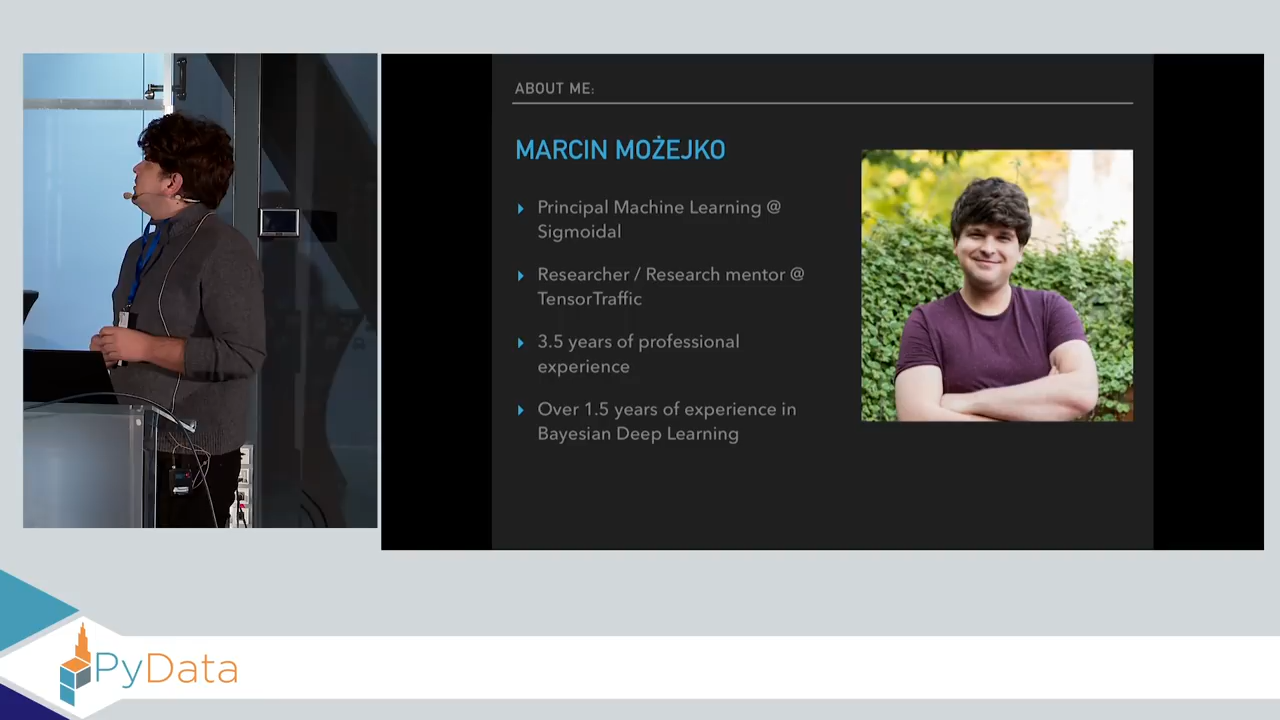 ABOUT ME:
MARCIN MOŻEJKO
Principal Machine Learning @
Sigmoidal
Researcher / Research mentor @
TensorTraffic
3.5 years of professional
experience
Over 1.5 years of experience in
Bayesian Deep Learning
PyData